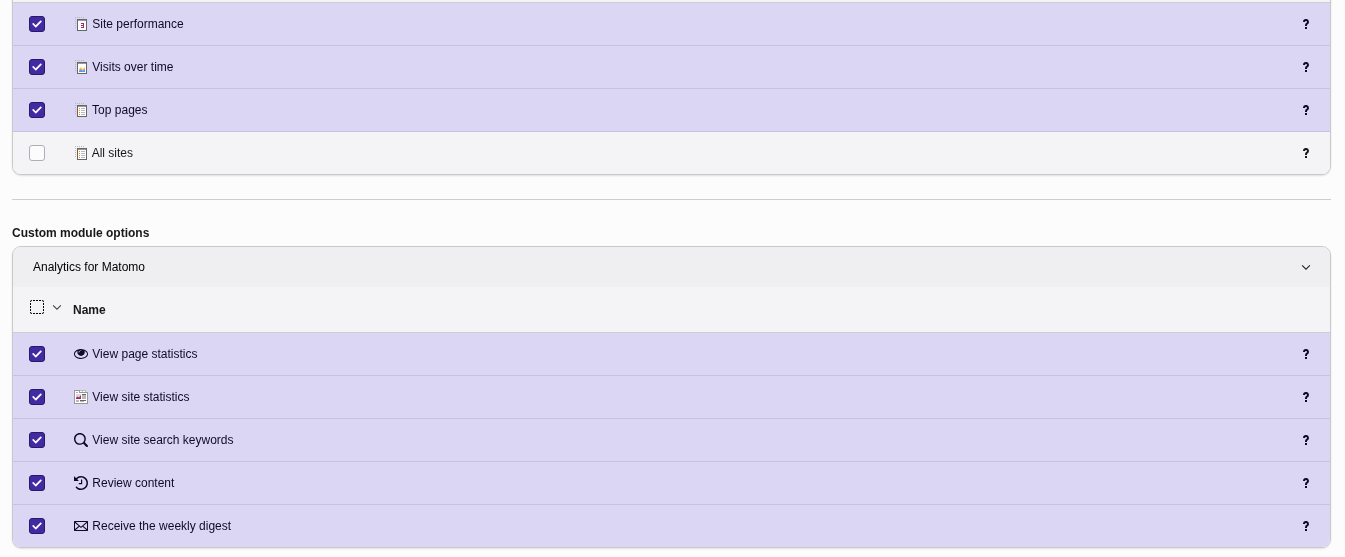 Site performance ?
Visits over time ?
Top pages ?
All sites ?
Custom module options
Analytics for Matomo
Name
View page statistics ?
View site statistics ?
View site search keywords ?
Review content ?
Receive the weekly digest ?